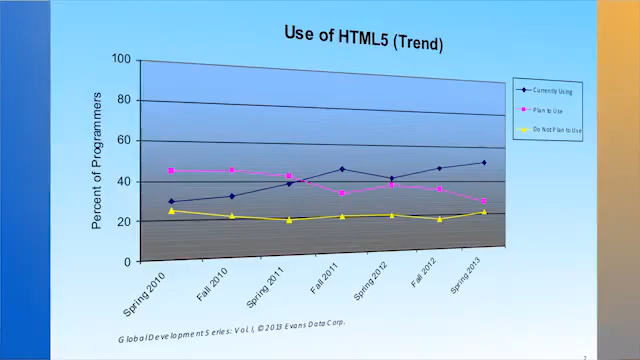 Use of HTML5 (Trend)
Percent of Programmers
100
80
60
40
20
0
Currently Using
Plan to Use
Do Not Plan to Use
Spring 2010
Fall 2010
Spring 2011
Fall 2011
Spring 2012
Fall 2012
Spring 2013
Global Development Series: Vol. I, © 2013 Evans Data Corp.